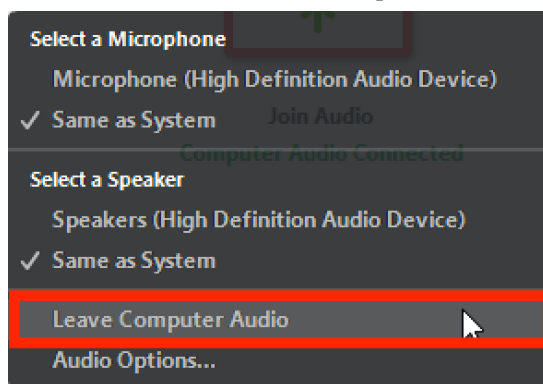 Select a Microphone
Microphone (High Definition Audio Device)
✓ Same as System
Join Audio
Computer Audio Connected
Select a Speaker
Speakers (High Definition Audio Device)
✓ Same as System
Leave Computer Audio
Audio Options...